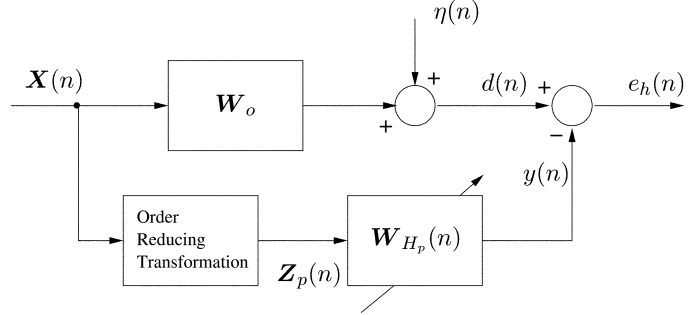 η(n)
X(n)
W_o
+
+
d(n)
+
−
e_h(n)
y(n)
Order
Reducing
Transformation
Z_p(n)
W_{H_p}(n)